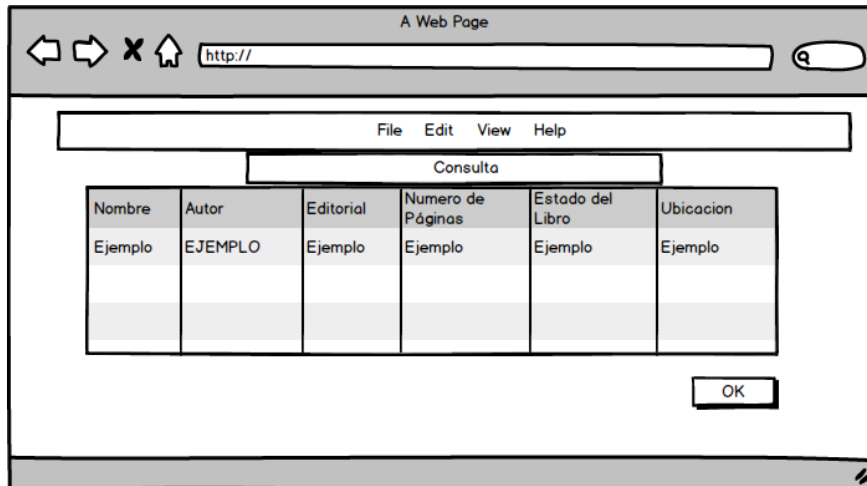 A Web Page
http://
File Edit View Help
Consulta
Nombre Autor Editorial Numero de Páginas Estado del Libro Ubicacion
Ejemplo EJEMPLO Ejemplo Ejemplo Ejemplo Ejemplo
OK